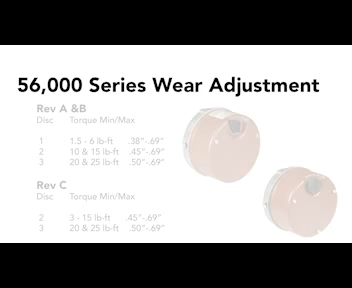 56,000 Series Wear Adjustment
Rev A &B
Disc Torque Min/Max
1 1.5 - 6 lb-ft .38"-.69"
2 10 & 15 lb-ft .45"-.69"
3 20 & 25 lb-ft .50"-.69"
Rev C
Disc Torque Min/Max
2 3 - 15 lb-ft .45"-.69"
3 20 & 25 lb-ft .50"-.69"